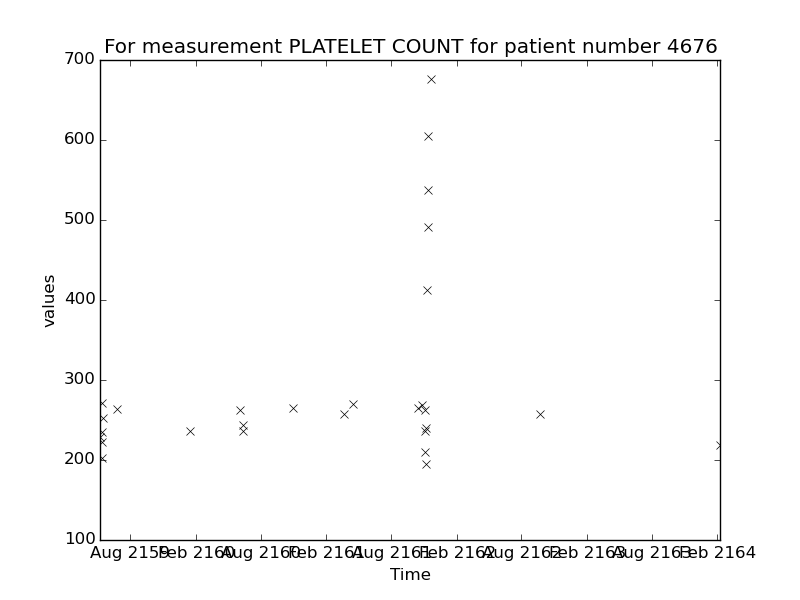 For measurement PLATELET COUNT for patient number 4676
700
600
500
400
300
200
100
values
Aug 2159 Feb 2160 Aug 2160 Feb 2161 Aug 2161 Feb 2162 Aug 2162 Feb 2163 Aug 2163 Feb 2164
Time